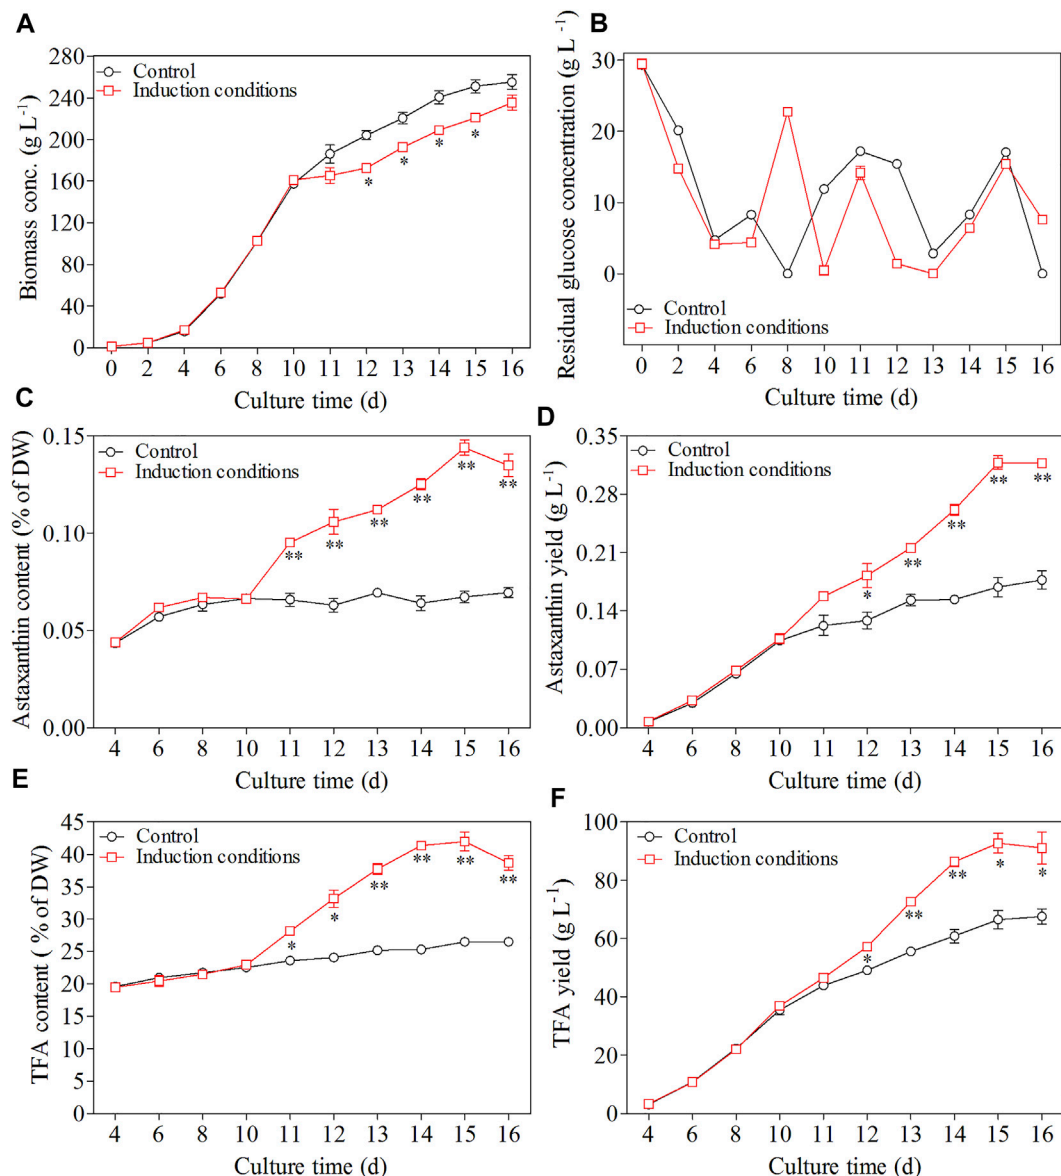 A
280
240
200
160
120
80
40
0
Biomass conc. (g L⁻¹)
Control
Induction conditions
*
*
*
*
0 2 4 6 8 10 11 12 13 14 15 16
Culture time (d)
B
30
20
10
0
Residual glucose concentration (g L⁻¹)
Control
Induction conditions
0 2 4 6 8 10 11 12 13 14 15 16
Culture time (d)
C
0.15
0.10
0.05
0.00
Astaxanthin content (% of DW)
Control
Induction conditions
**
**
**
**
**
**
4 6 8 10 11 12 13 14 15 16
Culture time (d)
D
0.35
0.28
0.21
0.14
0.07
0.00
Astaxanthin yield (g L⁻¹)
Control
Induction conditions
*
**
**
**
**
4 6 8 10 11 12 13 14 15 16
Culture time (d)
E
45
40
35
30
25
20
15
10
5
0
TFA content ( % of DW)
Control
Induction conditions
*
*
**
**
**
**
4 6 8 10 11 12 13 14 15 16
Culture time (d)
F
100
80
60
40
20
0
TFA yield (g L⁻¹)
Control
Induction conditions
*
**
**
*
*
4 6 8 10 11 12 13 14 15 16
Culture time (d)